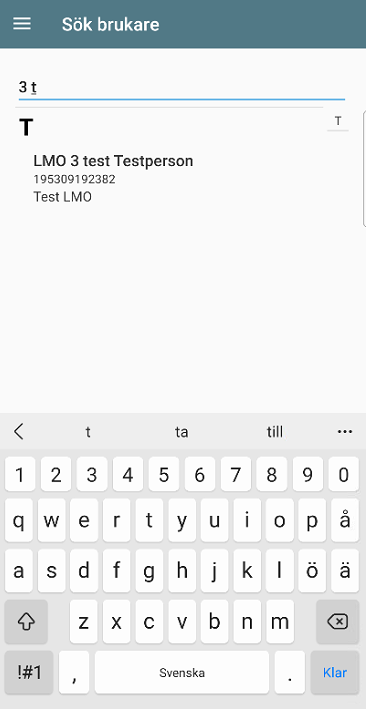 Sök brukare
3 t
T
T
LMO 3 test Testperson
195309192382
Test LMO
t ta till
1 2 3 4 5 6 7 8 9 0
q w e r t y u i o p å
a s d f g h j k l ö ä
z x c v b n m
!#1 , Svenska . Klar